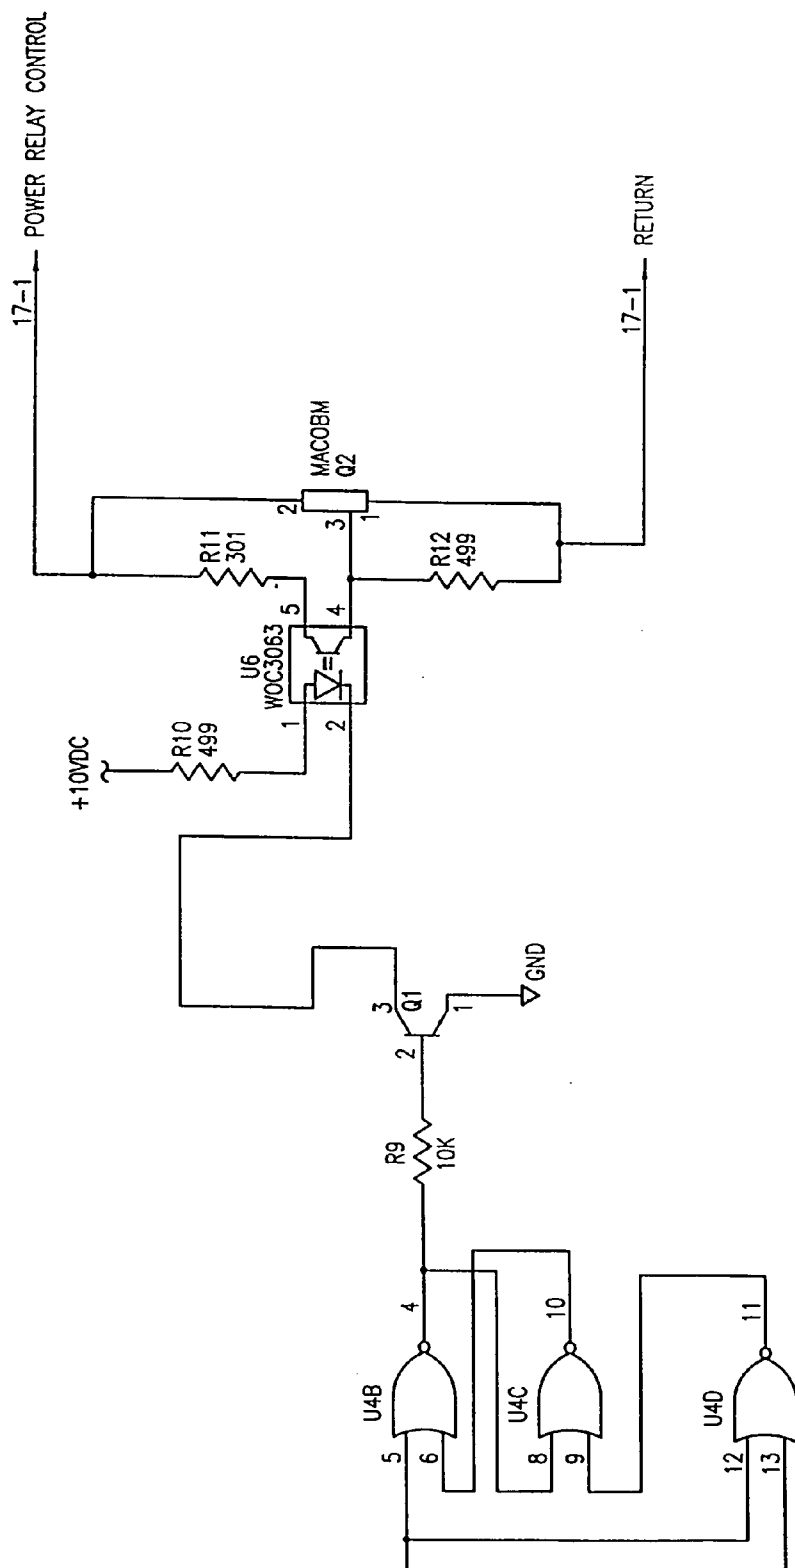 17-1
POWER RELAY CONTROL
MAC0BM
Q2
2
3
1
R11
301
R12
499
17-1
RETURN
U6
WOC3063
5
4
1
2
+10VDC
R10
499
3
Q1
1
2
GND
R9
10K
4
U4B
5
6
10
U4C
8
9
11
U4D
12
13